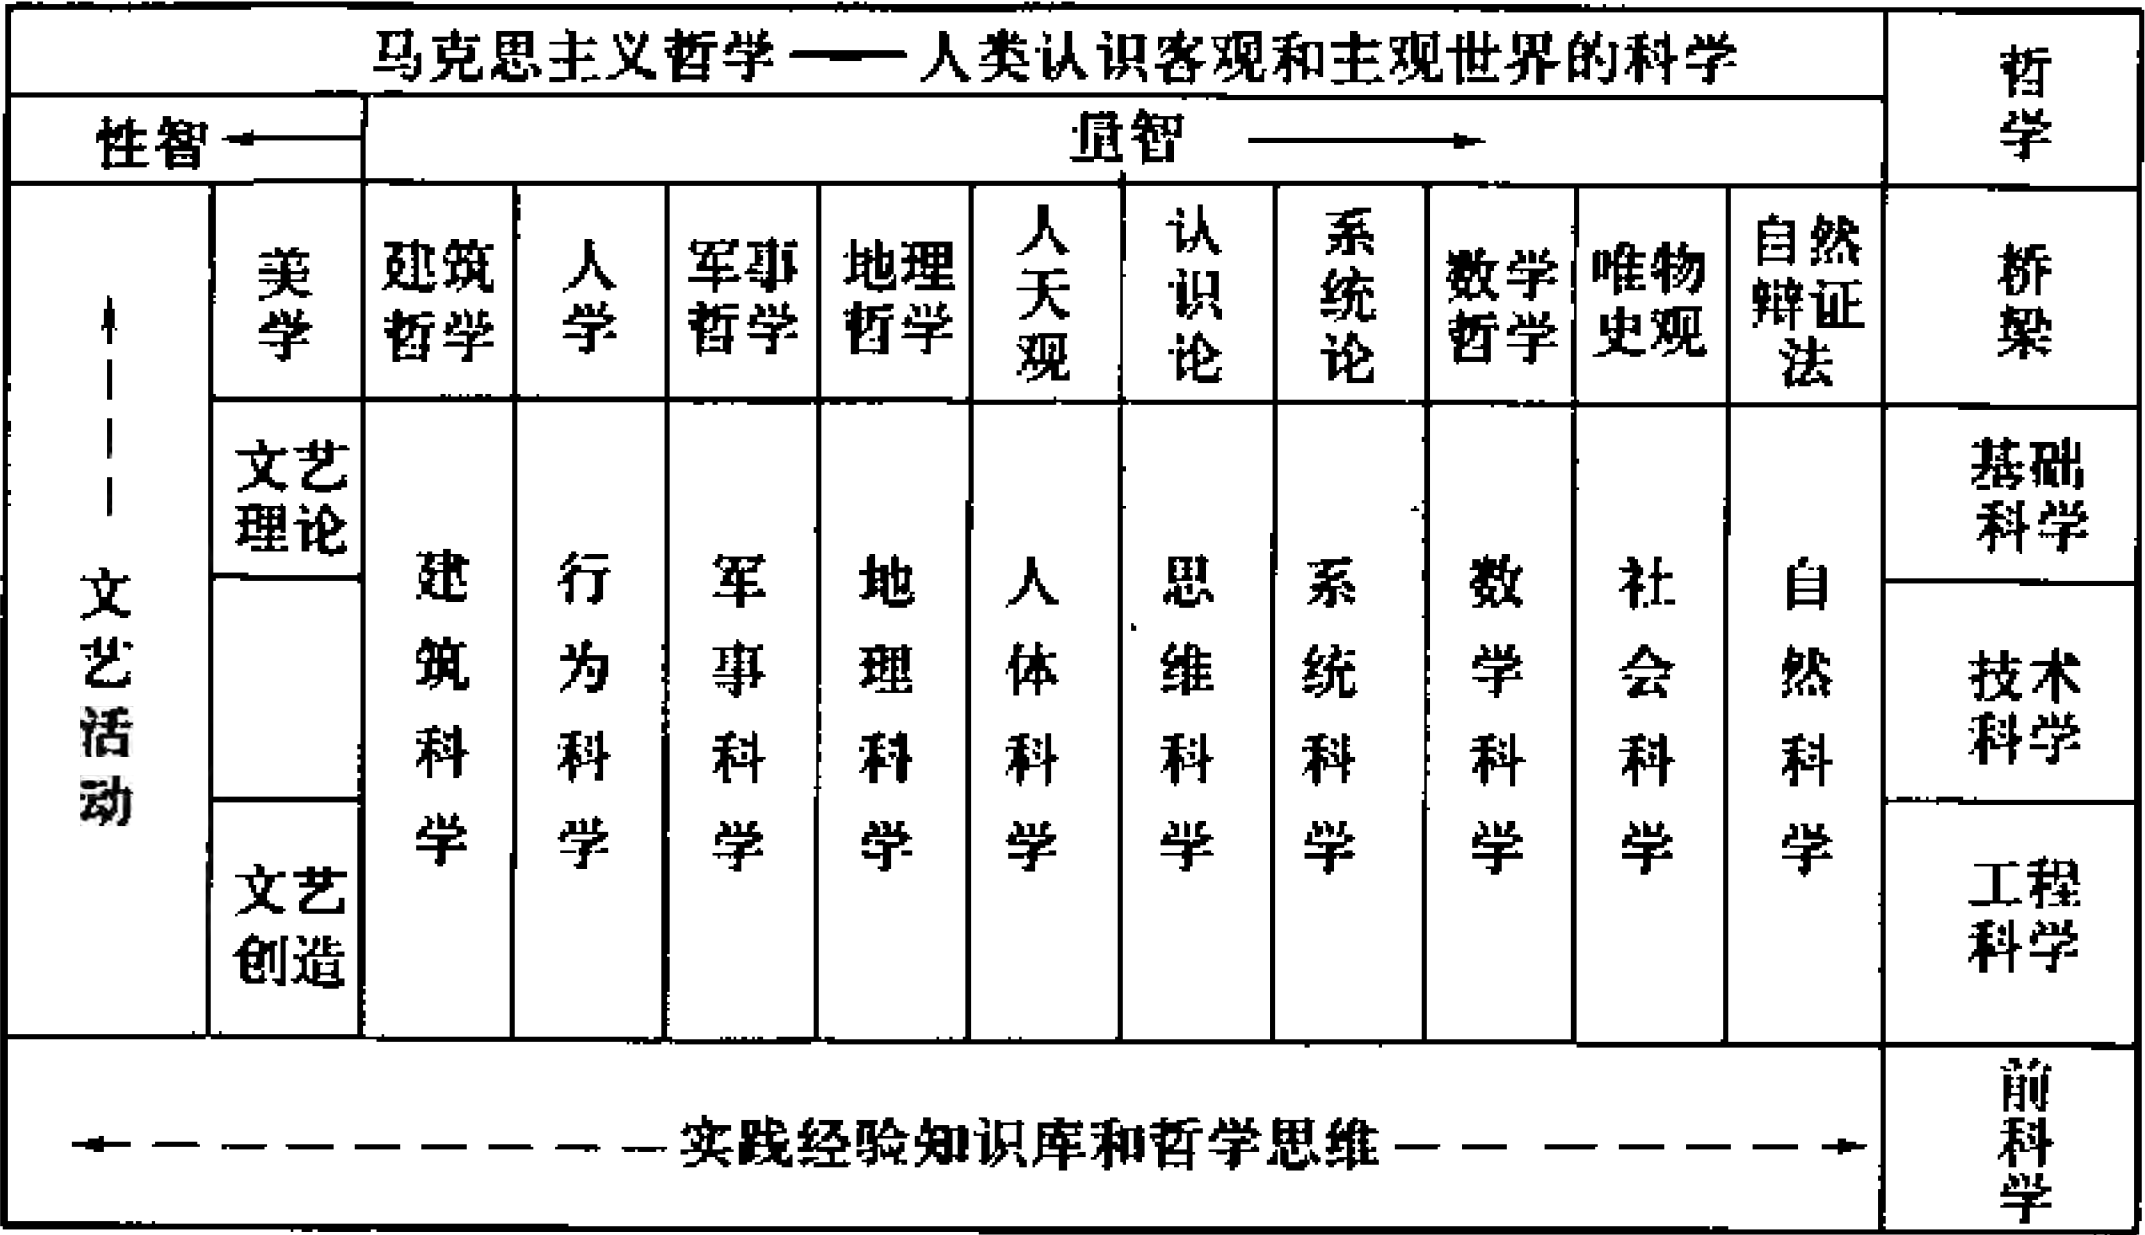 马克思主义哲学——人类认识客观和主观世界的科学
哲学
性智
量智
美学
建筑
哲学
人学
军事
哲学
地理
哲学
人天观
认识论
系统论
数学
哲学
唯物
史观
自然
辩证
法
桥梁
文艺活动
文艺
理论
文艺
创造
建筑科学
行为科学
军事科学
地理科学
人体科学
思维科学
系统科学
数学科学
社会科学
自然科学
基础
科学
技术
科学
工程
科学
实践经验知识库和哲学思维
前科学